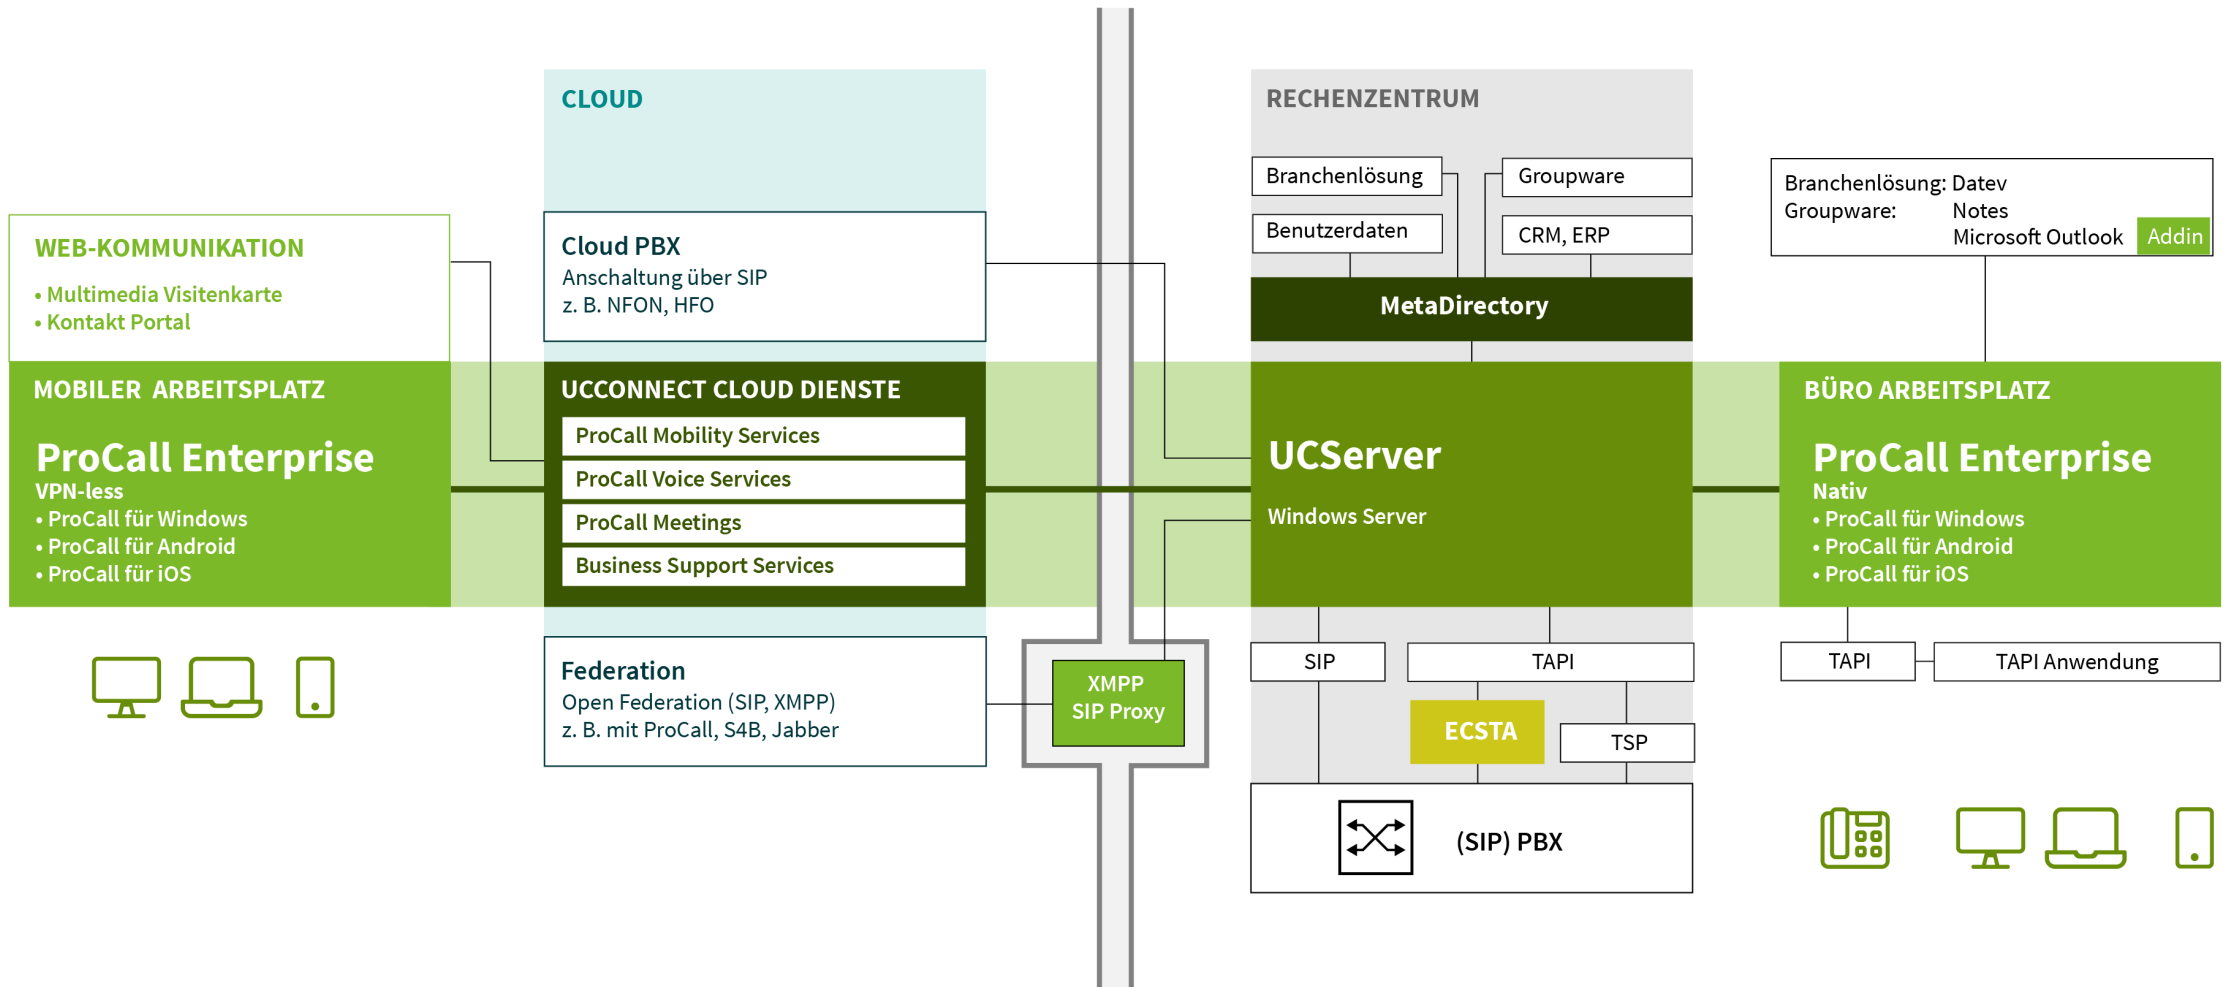 WEB-KOMMUNIKATION
• Multimedia Visitenkarte
• Kontakt Portal
MOBILER ARBEITSPLATZ
ProCall Enterprise
VPN-less
• ProCall für Windows
• ProCall für Android
• ProCall für iOS
CLOUD
Cloud PBX
Anschaltung über SIP
z. B. NFON, HFO
UCCONNECT CLOUD DIENSTE
ProCall Mobility Services
ProCall Voice Services
ProCall Meetings
Business Support Services
Federation
Open Federation (SIP, XMPP)
z. B. mit ProCall, S4B, Jabber
XMPP
SIP Proxy
RECHENZENTRUM
Branchenlösung
Groupware
Benutzerdaten
CRM, ERP
MetaDirectory
UCServer
Windows Server
SIP
TAPI
ECSTA
TSP
(SIP) PBX
Branchenlösung: Datev
Groupware: Notes
Microsoft Outlook Addin
BÜRO ARBEITSPLATZ
ProCall Enterprise
Nativ
• ProCall für Windows
• ProCall für Android
• ProCall für iOS
TAPI
TAPI Anwendung